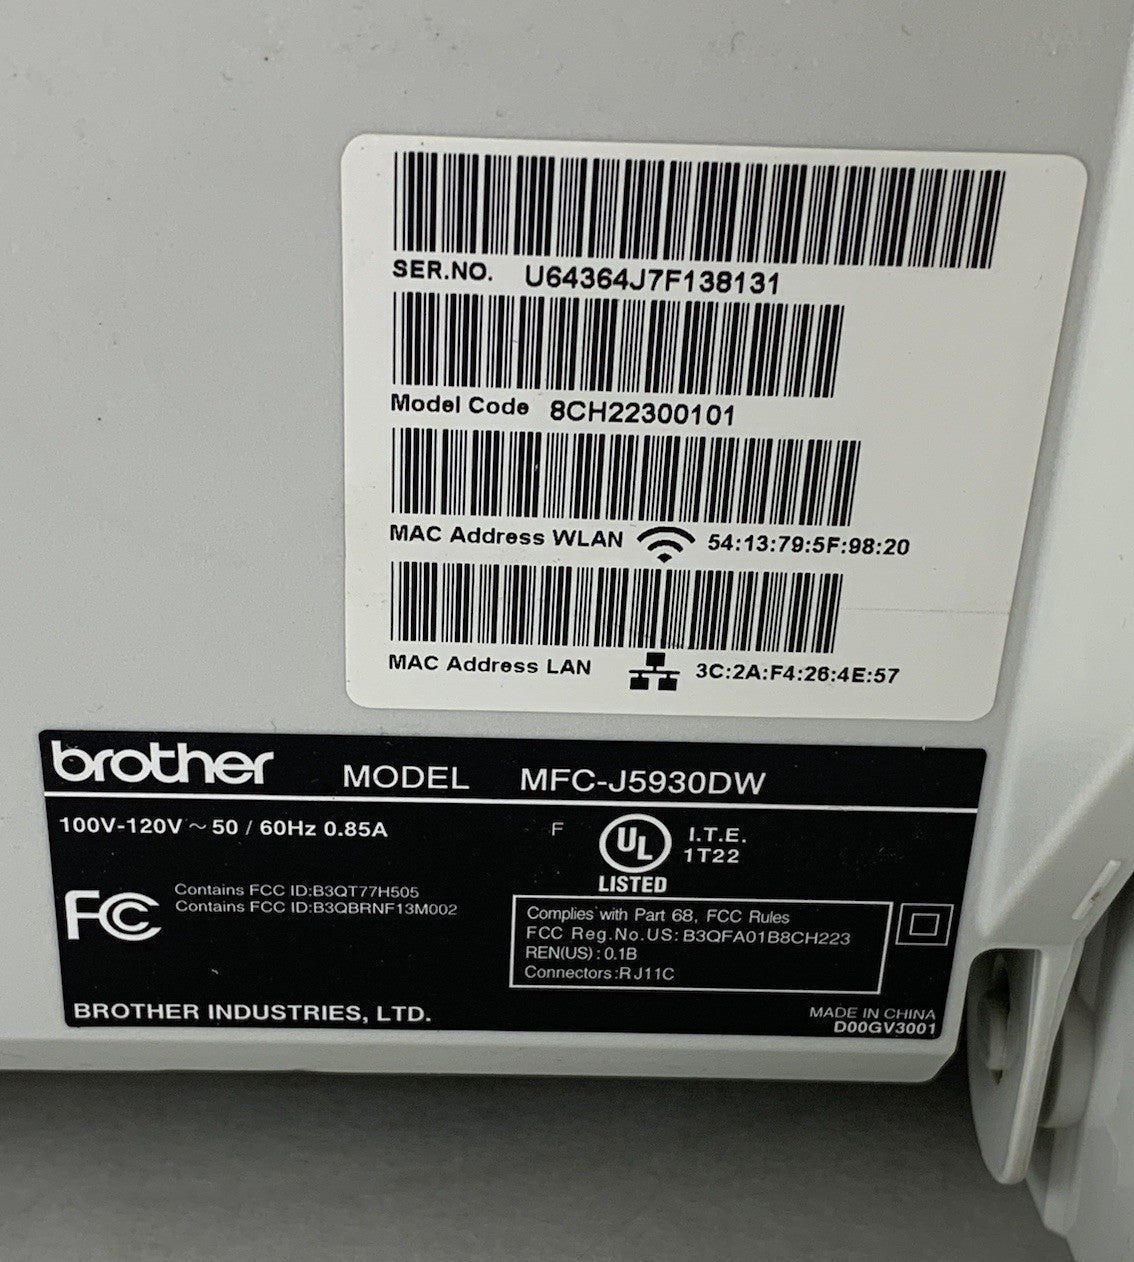 SER.NO. U64364J7F138131
Model Code 8CH22300101
MAC Address WLAN 54:13:79:5F:98:20
MAC Address LAN 3C:2A:F4:26:4E:57
brother MODEL MFC-J5930DW
100V-120V ~ 50 / 60Hz 0.85A
F
UL
LISTED
I.T.E.
1T22
FC
Contains FCC ID:B3QT77H505
Contains FCC ID:B3QBRNF13M002
Complies with Part 68, FCC Rules
FCC Reg.No.US: B3QFA01B8CH223
REN(US) : 0.1B
Connectors:RJ11C
BROTHER INDUSTRIES, LTD.
MADE IN CHINA
D00GV3001